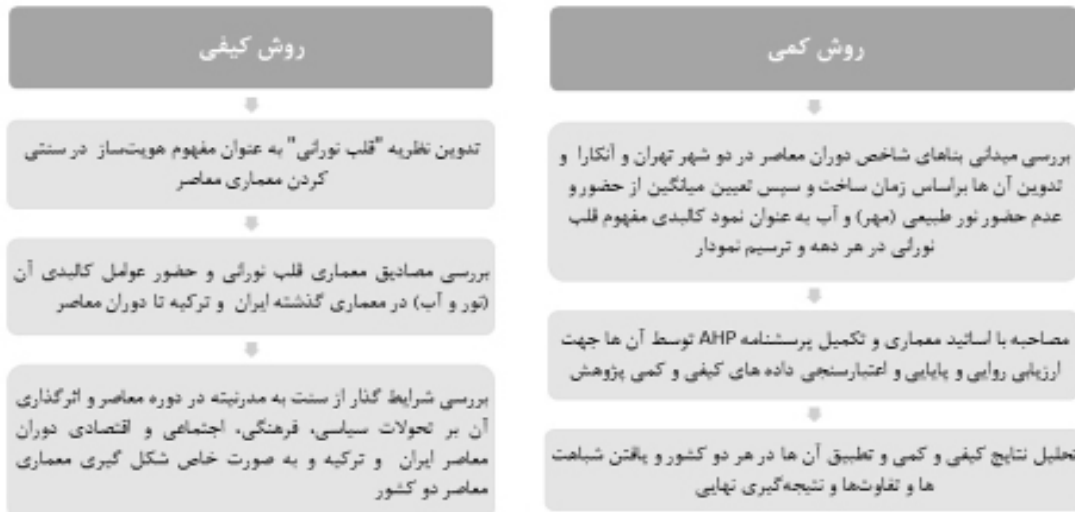 روش کمی
بررسی میدانی بناهای شاخص دوران معاصر در دو شهر تهران و آنکارا و
تدوین آن ها براساس زمان ساخت و سپس تعیین میانگین از حضور و
عدم حضور نور طبیعی (مهر) و آب به عنوان نمود کالبدی مفهوم قلب
نورانی در هر دهه و ترسیم نمودار
مصاحبه با اساتید معماری و تکمیل پرسشنامه AHP توسط آن ها جهت
ارزیابی روایی و پایایی و اعتبارسنجی داده های کیفی و کمی پژوهش
تحلیل نتایج کیفی و کمی و تطبیق آن ها در هر دو کشور و یافتن شباهت
ها و تفاوت‌ها و نتیجه‌گیری نهایی
روش کیفی
تدوین نظریه "قلب نورانی" به عنوان مفهوم هویت‌ساز در سنتی
کردن معماری معاصر
بررسی مصادیق معماری قلب نورانی و حضور عوامل کالبدی آن
(نور و آب) در معماری گذشته ایران و ترکیه تا دوران معاصر
بررسی شرایط گذار از سنت به مدرنیته در دوره معاصر و اثرگذاری
آن بر تحولات سیاسی، فرهنگی، اجتماعی و اقتصادی دوران
معاصر ایران و ترکیه و به صورت خاص شکل گیری معماری
معاصر دو کشور